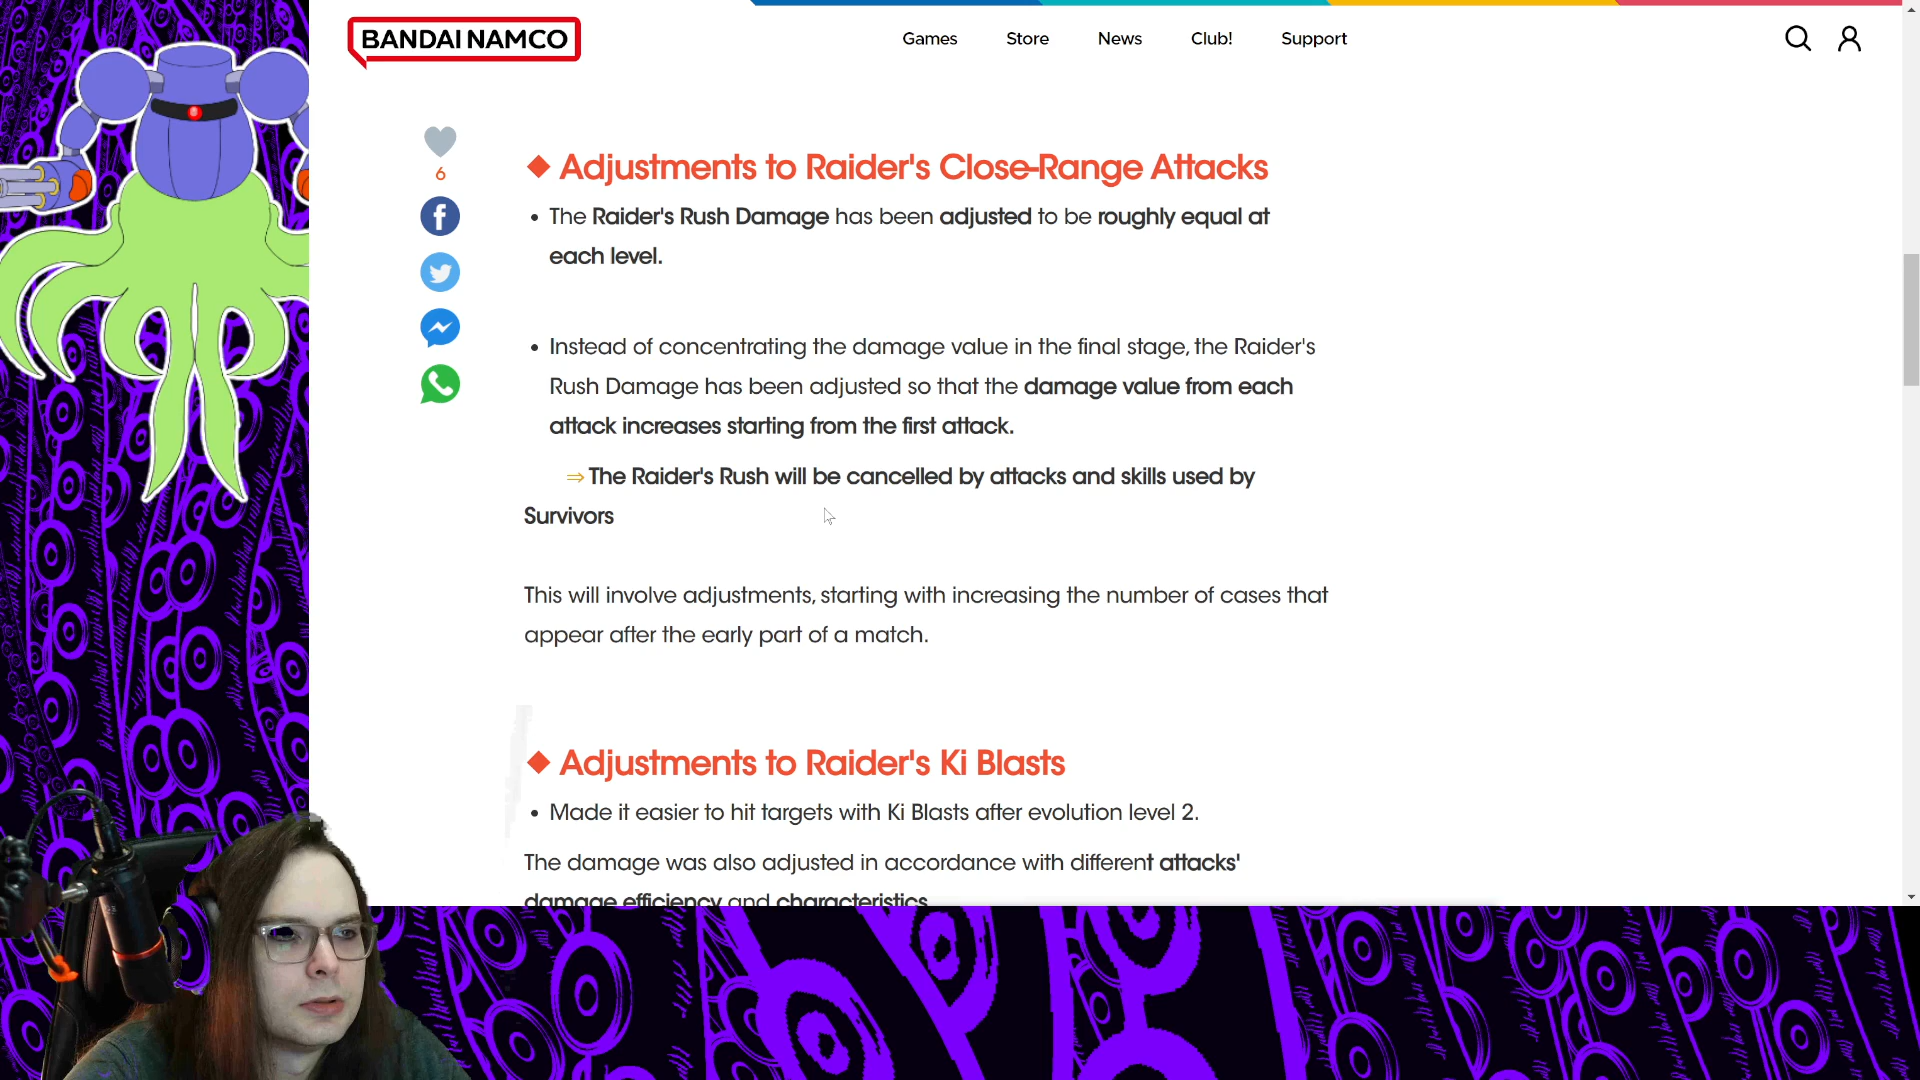 BANDAI NAMCO
Games Store News Club! Support
6
Adjustments to Raider's Close-Range Attacks
• The Raider's Rush Damage has been adjusted to be roughly equal at
each level.
• Instead of concentrating the damage value in the final stage, the Raider's
Rush Damage has been adjusted so that the damage value from each
attack increases starting from the first attack.
⇒ The Raider's Rush will be cancelled by attacks and skills used by
Survivors
This will involve adjustments, starting with increasing the number of cases that
appear after the early part of a match.
Adjustments to Raider's Ki Blasts
• Made it easier to hit targets with Ki Blasts after evolution level 2.
The damage was also adjusted in accordance with different attacks'
damage efficiency and characteristics